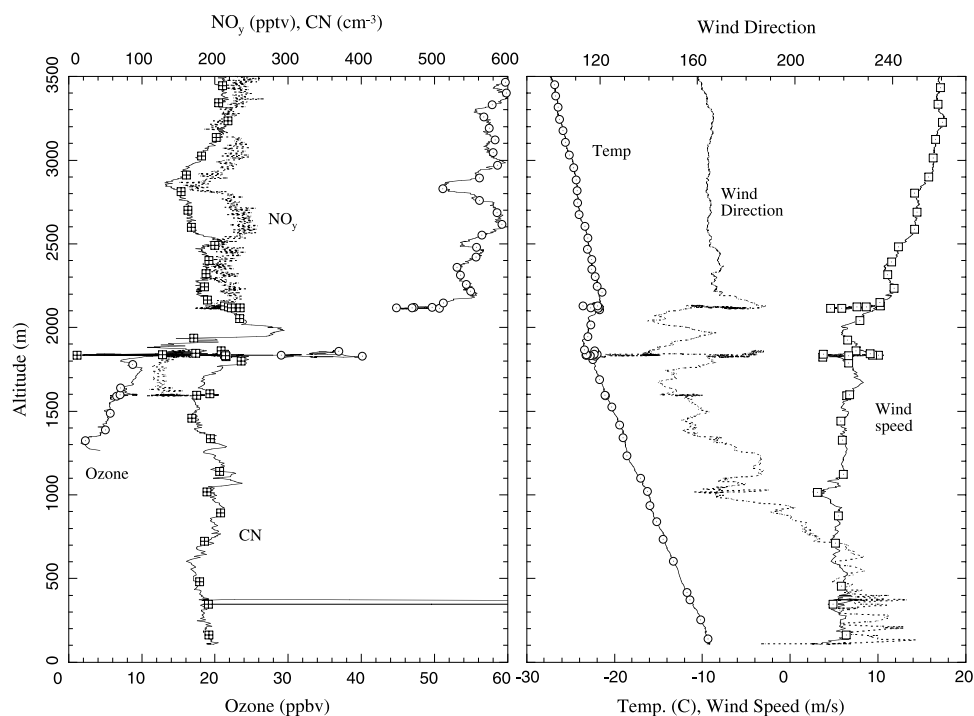 NOy (pptv), CN (cm-3)
Wind Direction
0 100 200 300 400 500 600
120 160 200 240
3500
3000
2500
2000
1500
1000
500
0
Altitude (m)
Temp
Wind
Direction
NOy
Wind
speed
Ozone
CN
0 10 20 30 40 50 60
-30 -20 -10 0 10 20
Ozone (ppbv)
Temp. (C), Wind Speed (m/s)